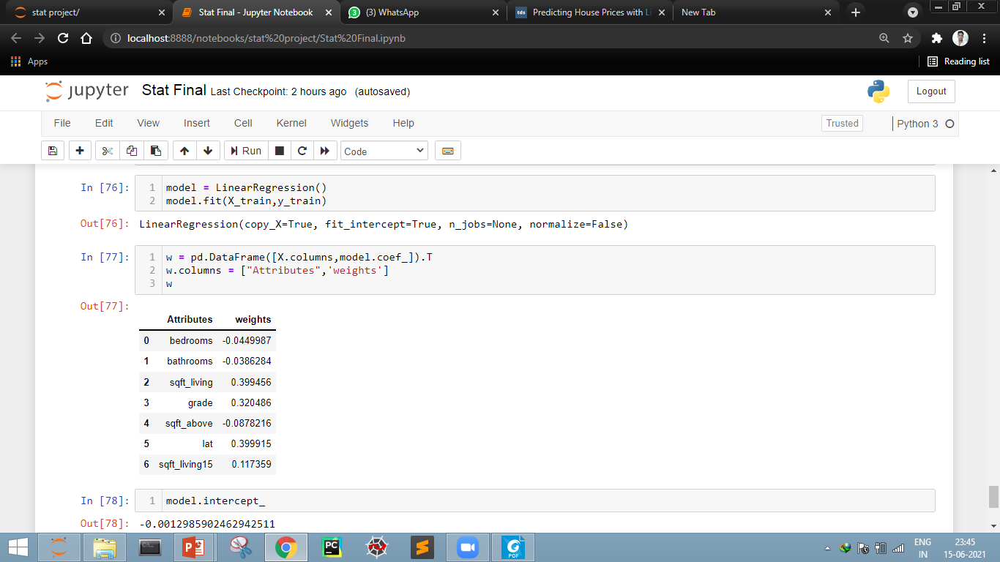 stat project/
Stat Final - Jupyter Notebook
(3) WhatsApp
tds Predicting House Prices with Li
New Tab
localhost:8888/notebooks/stat%20project/Stat%20Final.ipynb
Apps
Reading list
jupyter Stat Final Last Checkpoint: 2 hours ago (autosaved)
Logout
File Edit View Insert Cell Kernel Widgets Help
Trusted
Python 3
Run
Code
In [76]:
1 model = LinearRegression()
2 model.fit(X_train,y_train)
Out[76]: LinearRegression(copy_X=True, fit_intercept=True, n_jobs=None, normalize=False)
In [77]:
1 w = pd.DataFrame([X.columns,model.coef_]).T
2 w.columns = ["Attributes",'weights']
3 w
Out[77]:
Attributes weights
0 bedrooms -0.0449987
1 bathrooms -0.0386284
2 sqft_living 0.399456
3 grade 0.320486
4 sqft_above -0.0878216
5 lat 0.399915
6 sqft_living15 0.117359
In [78]:
1 model.intercept_
Out[78]: -0.0012985902462942511
ENG
IN
23:45
15-06-2021
PC
PDF